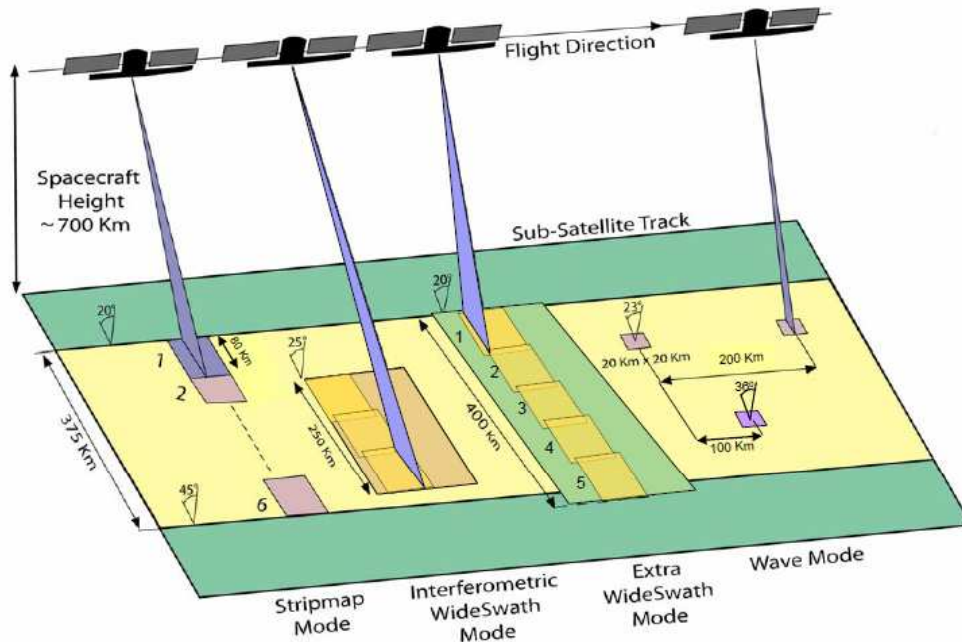 Flight Direction
Spacecraft
Height
~700 Km
Sub-Satellite Track
20°
20°
23°
1
80 Km
25°
1
20 Km x 20 Km
200 Km
2
2
36°
375 Km
250 Km
400 Km
3
100 Km
4
45°
6
5
Stripmap
Mode
Interferometric
WideSwath
Mode
Extra
WideSwath
Mode
Wave Mode